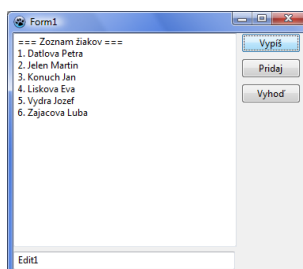 Form1
=== Zoznam žiakov ===
1. Datlova Petra
2. Jelen Martin
3. Konuch Jan
4. Liskova Eva
5. Vydra Jozef
6. Zajacova Luba
Vypíš
Pridaj
Vyhoď
Edit1